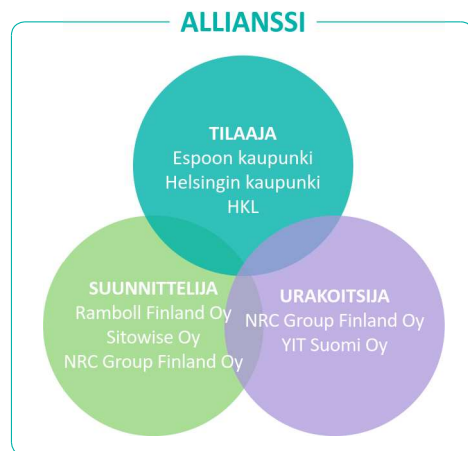 ALLIANSSI
TILAAJA
Espoon kaupunki
Helsingin kaupunki
HKL
SUUNNITTELIJA
Ramboll Finland Oy
Sitowise Oy
NRC Group Finland Oy
URAKOITSIJA
NRC Group Finland Oy
YIT Suomi Oy